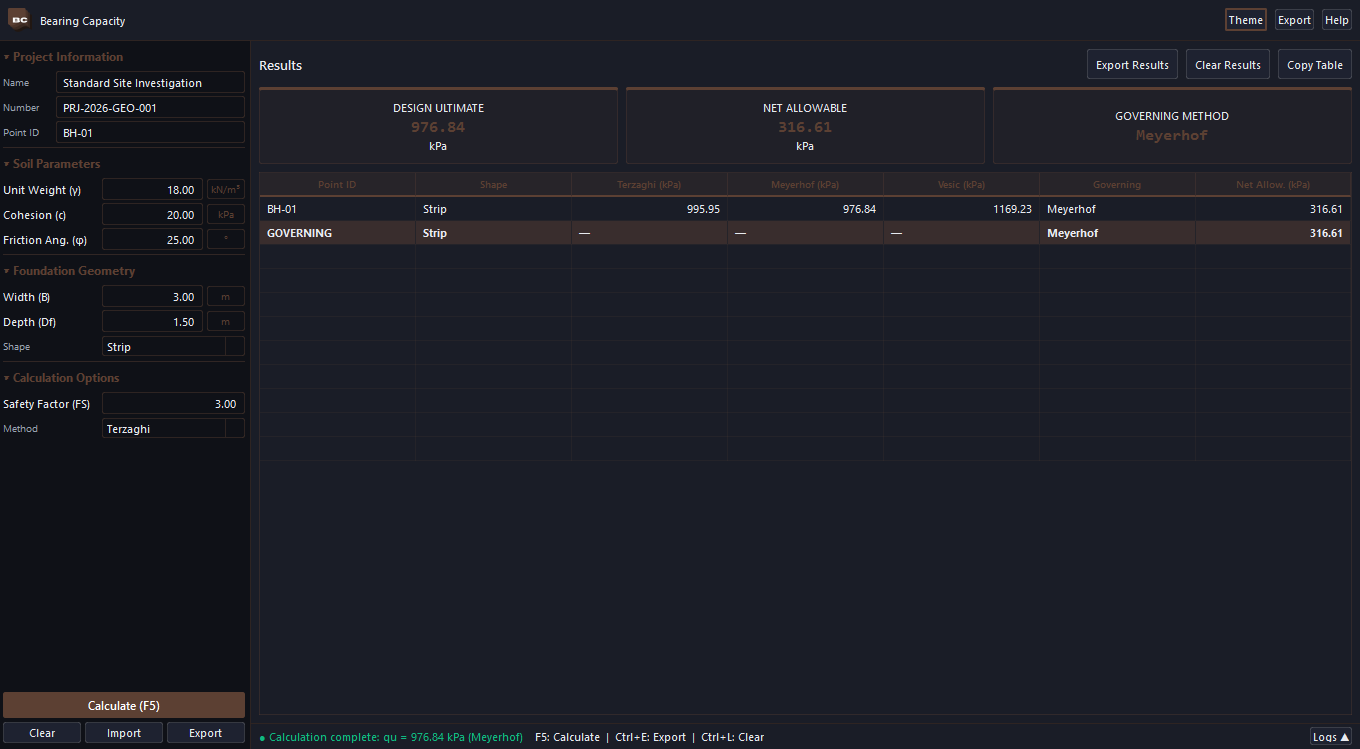 BC Bearing Capacity Theme Export Help
▾ Project Information
Name Standard Site Investigation
Number PRJ-2026-GEO-001
Point ID BH-01
▾ Soil Parameters
Unit Weight (γ) 18.00 kN/m³
Cohesion (c) 20.00 kPa
Friction Ang. (φ) 25.00 °
▾ Foundation Geometry
Width (B) 3.00 m
Depth (Df) 1.50 m
Shape Strip
▾ Calculation Options
Safety Factor (FS) 3.00
Method Terzaghi
Calculate (F5)
Clear Import Export
Results Export Results Clear Results Copy Table
DESIGN ULTIMATE
976.84
kPa
NET ALLOWABLE
316.61
kPa
GOVERNING METHOD
Meyerhof
Point ID Shape Terzaghi (kPa) Meyerhof (kPa) Vesic (kPa) Governing Net Allow. (kPa)
BH-01 Strip 995.95 976.84 1169.23 Meyerhof 316.61
GOVERNING Strip — — — Meyerhof 316.61
● Calculation complete: qu = 976.84 kPa (Meyerhof) F5: Calculate | Ctrl+E: Export | Ctrl+L: Clear Logs ▲